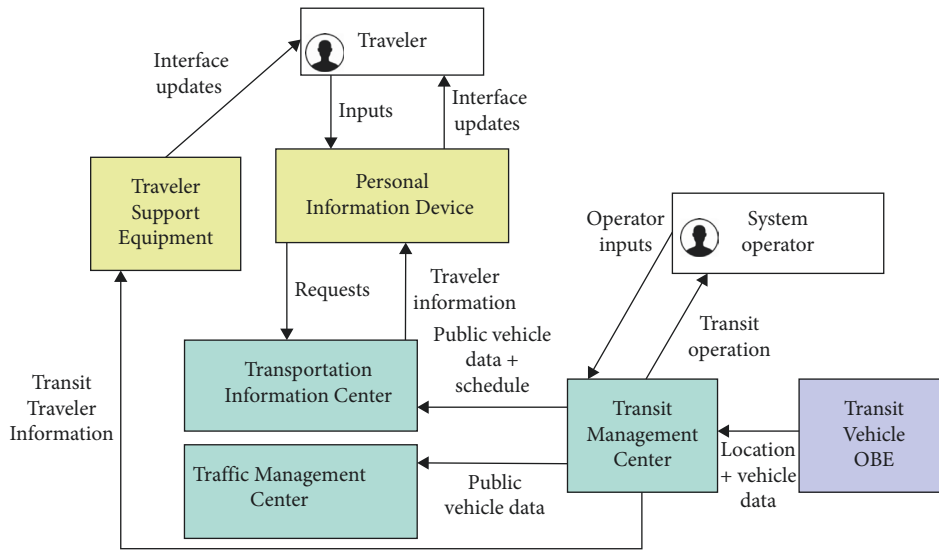 Traveler
Interface
updates
Inputs
Interface
updates
Traveler
Support
Equipment
Personal
Information Device
Operator
inputs
System
operator
Requests
Traveler
information
Transit
operation
Public vehicle
data +
schedule
Transportation
Information Center
Transit
Traveler
Information
Transit
Management
Center
Transit
Vehicle
OBE
Location
+ vehicle
data
Traffic Management
Center
Public
vehicle data